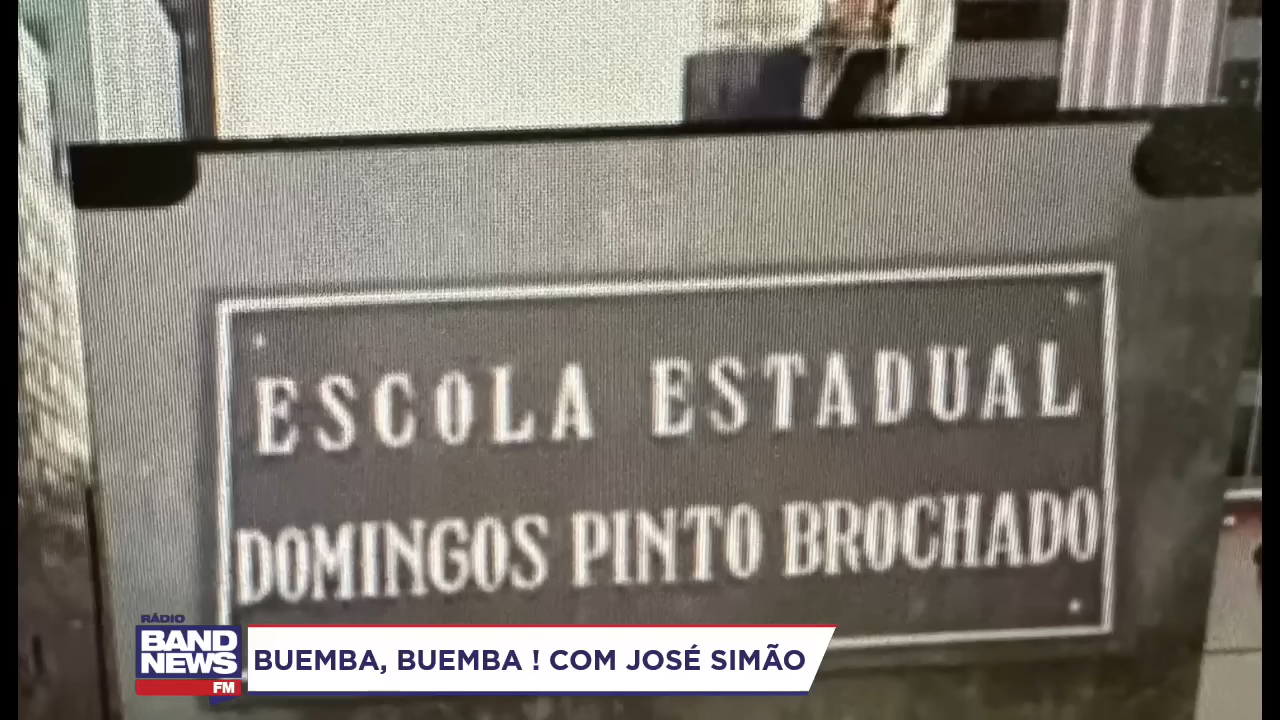 ESCOLA ESTADUAL
DOMINGOS PINTO BROCHADO
RÁDIO
BAND
NEWS
FM
BUEMBA, BUEMBA ! COM JOSÉ SIMÃO